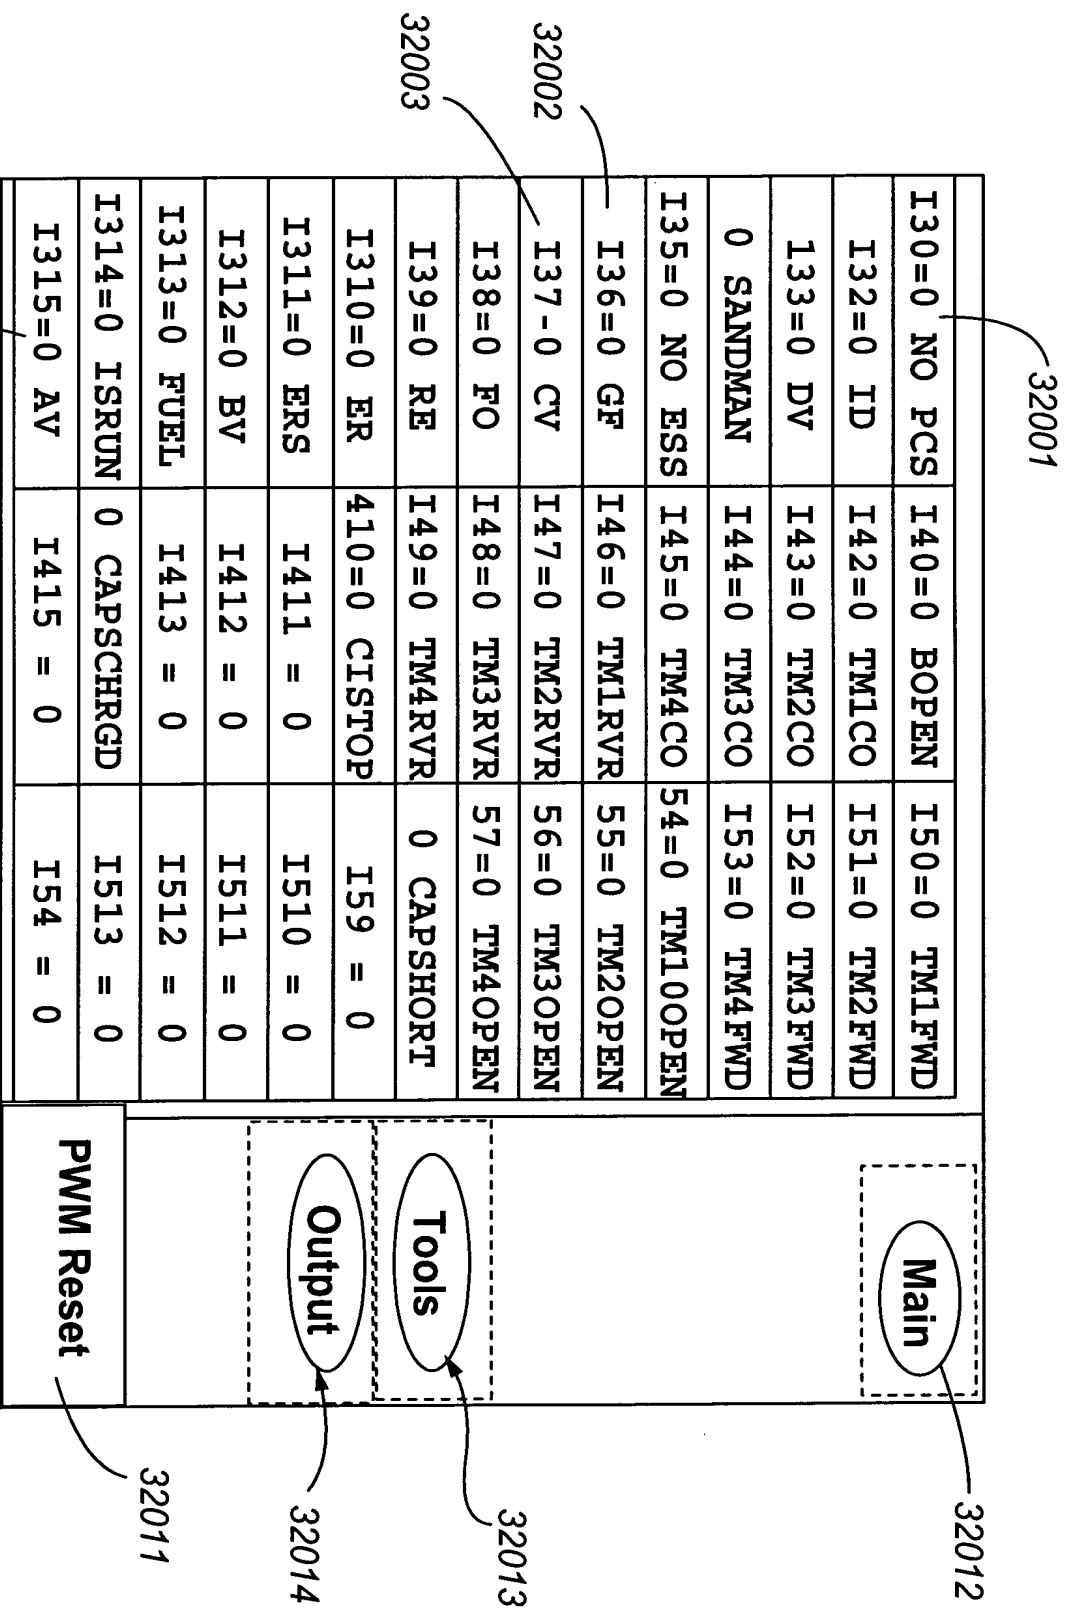 32001
32002
32003
I30=0 NO PCS I40=0 BOPEN I50=0 TM1FWD
I32=0 ID I42=0 TM1CO I51=0 TM2FWD
133=0 DV I43=0 TM2CO I52=0 TM3FWD
0 SANDMAN I44=0 TM3CO I53=0 TM4FWD
I35=0 NO ESS I45=0 TM4CO 54=0 TM1OOPEN
I36=0 GF I46=0 TM1RVR 55=0 TM2OPEN
I37-0 CV I47=0 TM2RVR 56=0 TM3OPEN
I38=0 FO I48=0 TM3RVR 57=0 TM4OPEN
I39=0 RE I49=0 TM4RVR 0 CAPSHORT
I310=0 ER 410=0 CISTOP I59 = 0
I311=0 ERS I411 = 0 I510 = 0
I312=0 BV I412 = 0 I511 = 0
I313=0 FUEL I413 = 0 I512 = 0
I314=0 ISRUN 0 CAPSCHRGD I513 = 0
I315=0 AV I415 = 0 I54 = 0
Main
32012
Tools
32013
Output
32014
PWM Reset
32011